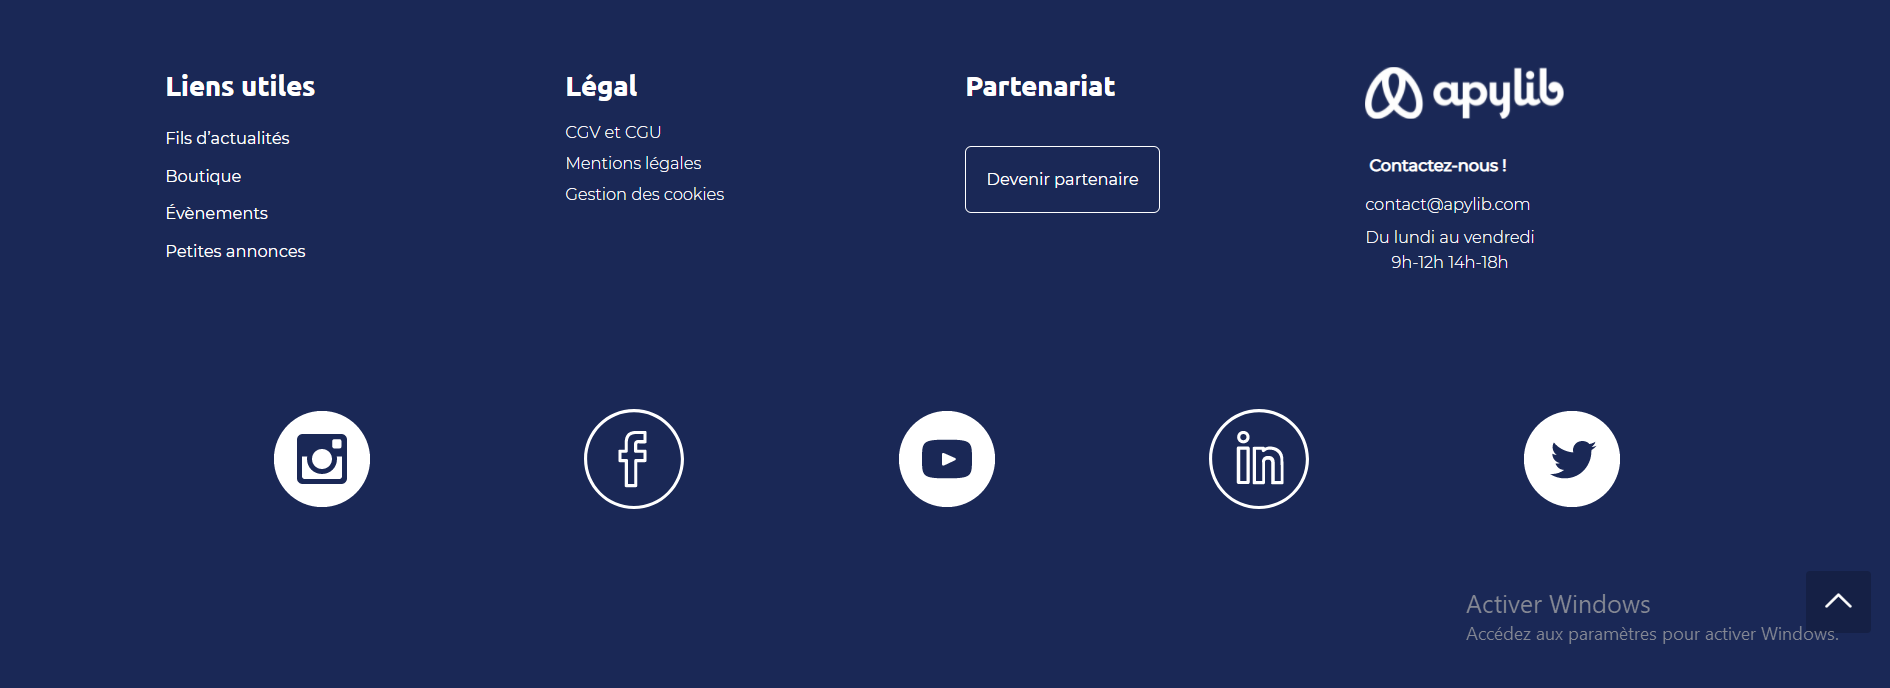 Liens utiles
Fils d’actualités
Boutique
Évènements
Petites annonces
Légal
CGV et CGU
Mentions légales
Gestion des cookies
Partenariat
Devenir partenaire
apylib
Contactez-nous !
contact@apylib.com
Du lundi au vendredi
9h-12h 14h-18h
f
in
Activer Windows
Accédez aux paramètres pour activer Windows.